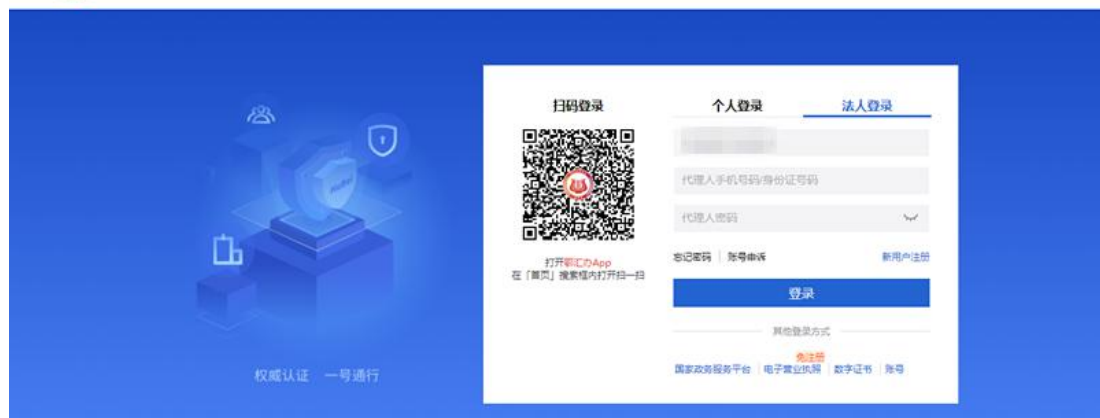 扫码登录
打开鄂汇办App
在「首页」搜索框内打开扫一扫
个人登录 法人登录
代理人手机号码/身份证号码
代理人密码
忘记密码 账号申诉 新用户注册
登录
其他登录方式
免注册
国家政务服务平台 电子营业执照 数字证书 账号
权威认证 一号通行